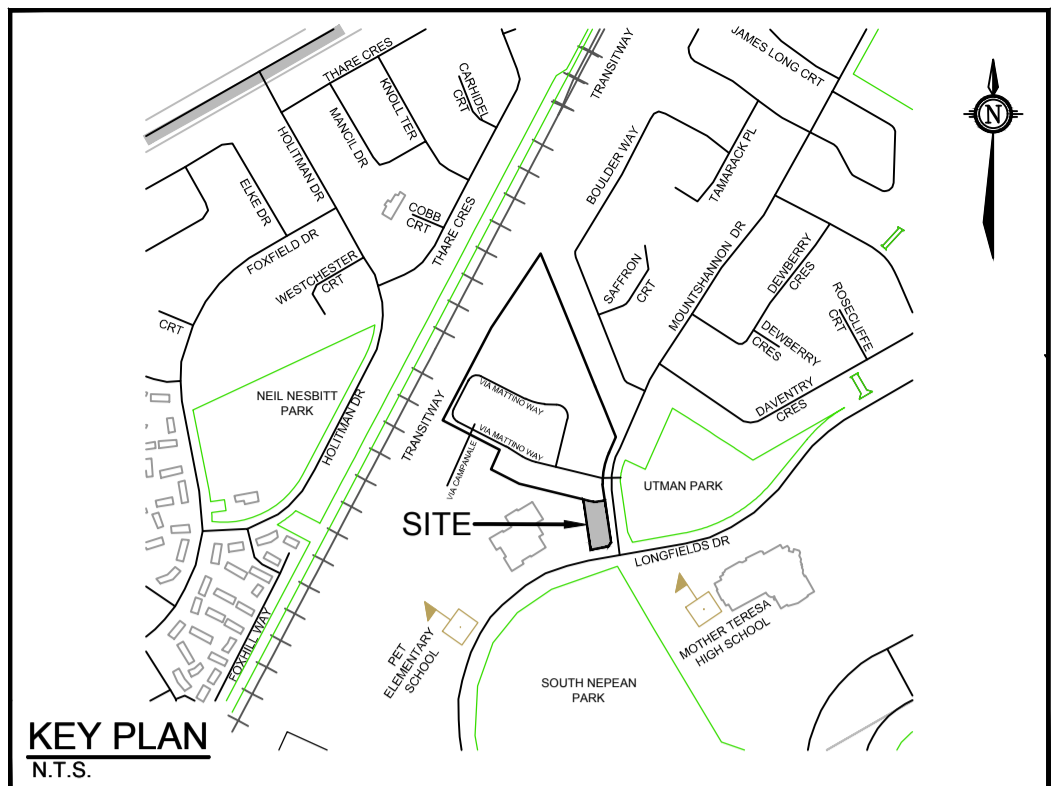 THARE CRES
TRANSITWAY
JAMES LONG CRT
CARHIDEL
CRT
KNOLL TER
MANCIL DR
HOLITMAN DR
N
BOULDER WAY
TAMARACK PL
ELKE DR
COBB
CRT
THARE CRES
FOXFIELD DR
WESTCHESTER
CRT
SAFFRON
CRT
MOUNTSHANNON DR
DEWBERRY
CRES
ROSECLIFFE
CRT
CRT
DEWBERRY
CRES
NEIL NESBITT
PARK
HOLITMAN DR
TRANSITWAY
VIA MATTINO WAY
VIA MATTINO WAY
VIA CAMPANALE
DAVENTRY
CRES
UTMAN PARK
SITE
LONGFIELDS DR
MOTHER TERESA
HIGH SCHOOL
PET
ELEMENTARY
SCHOOL
FOXHILL WAY
SOUTH NEPEAN
PARK
KEY PLAN
N.T.S.